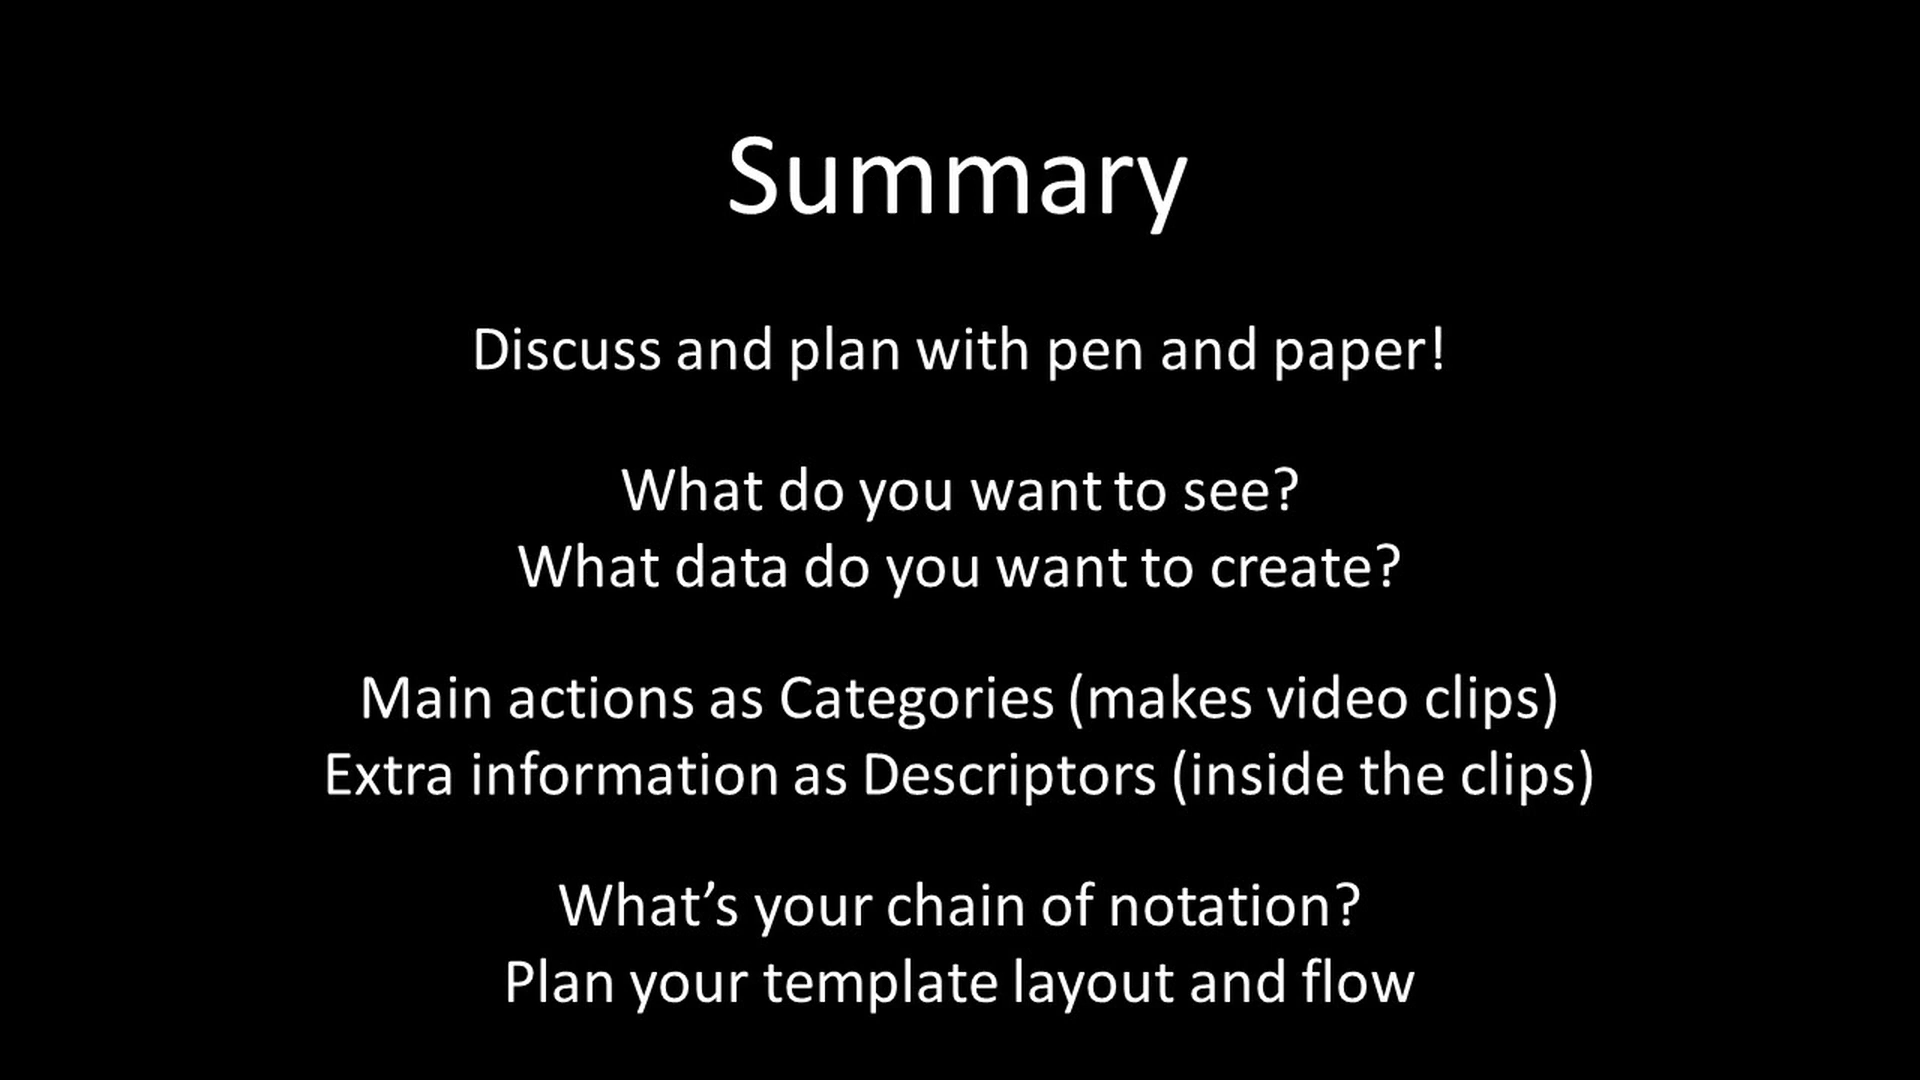 Summary
Discuss and plan with pen and paper!
What do you want to see?
What data do you want to create?
Main actions as Categories (makes video clips)
Extra information as Descriptors (inside the clips)
What’s your chain of notation?
Plan your template layout and flow